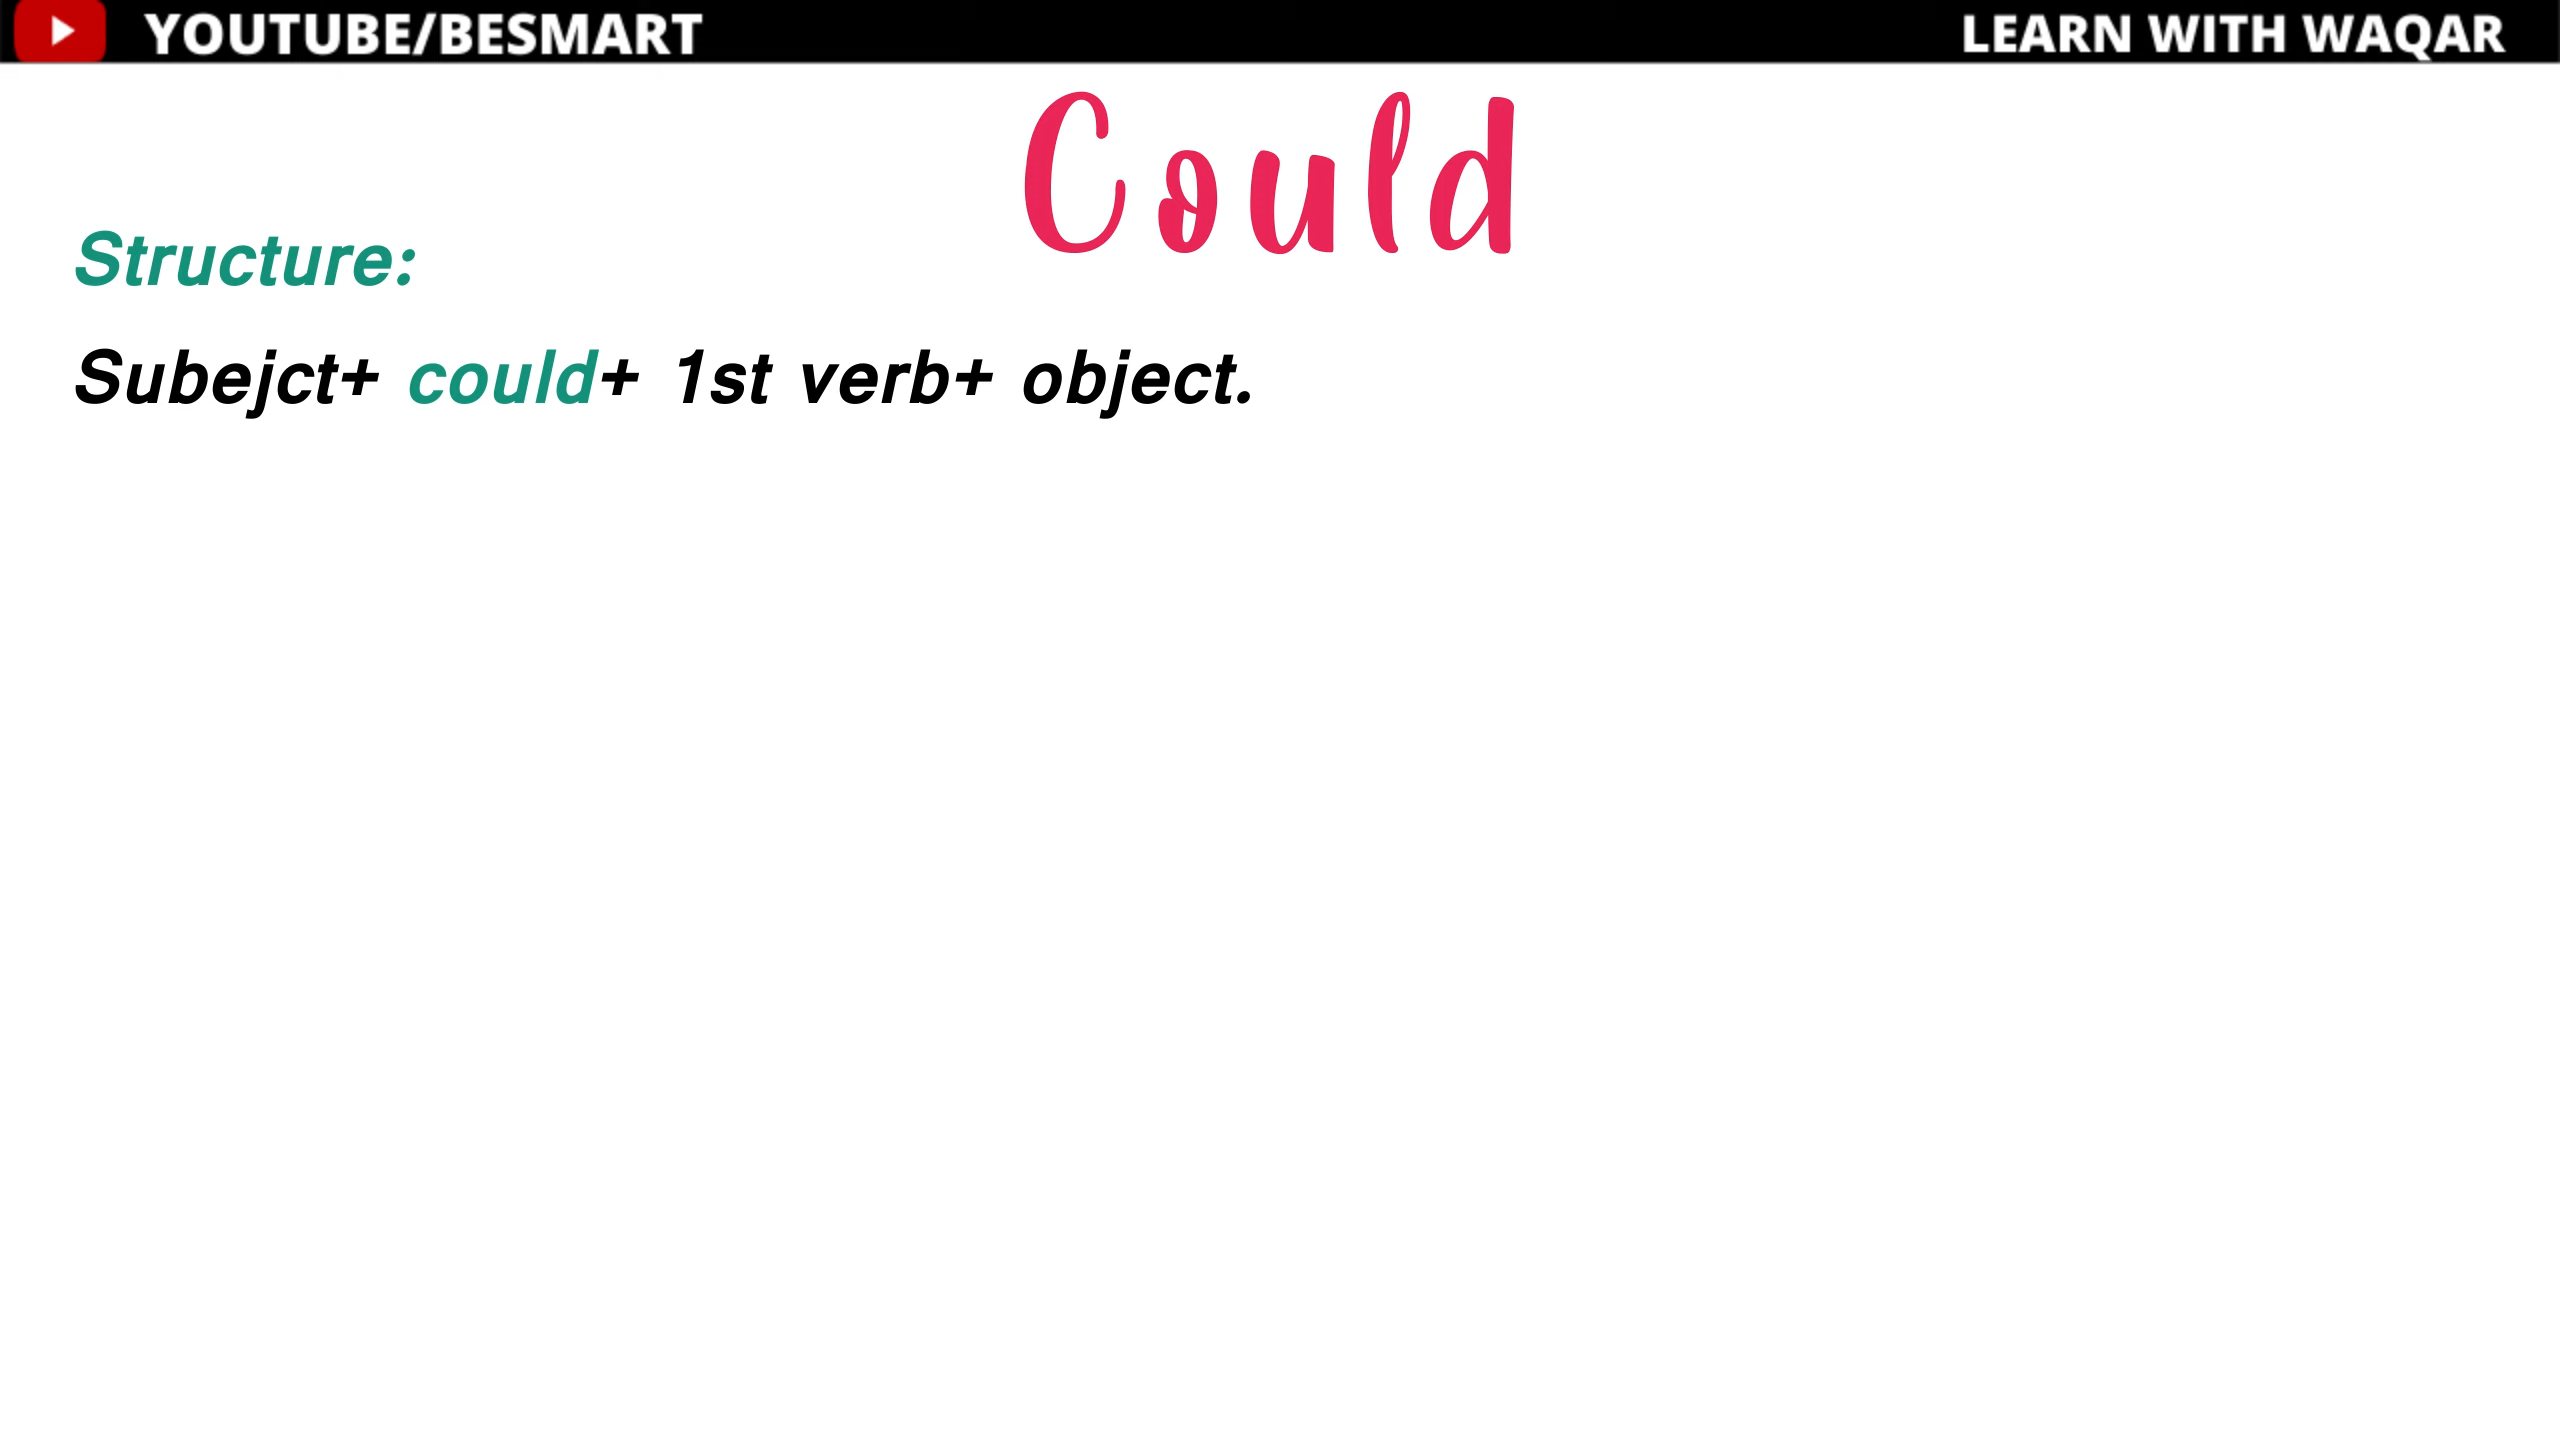 YOUTUBE/BESMART
LEARN WITH WAQAR
Could
Structure:
Subejct+ could+ 1st verb+ object.